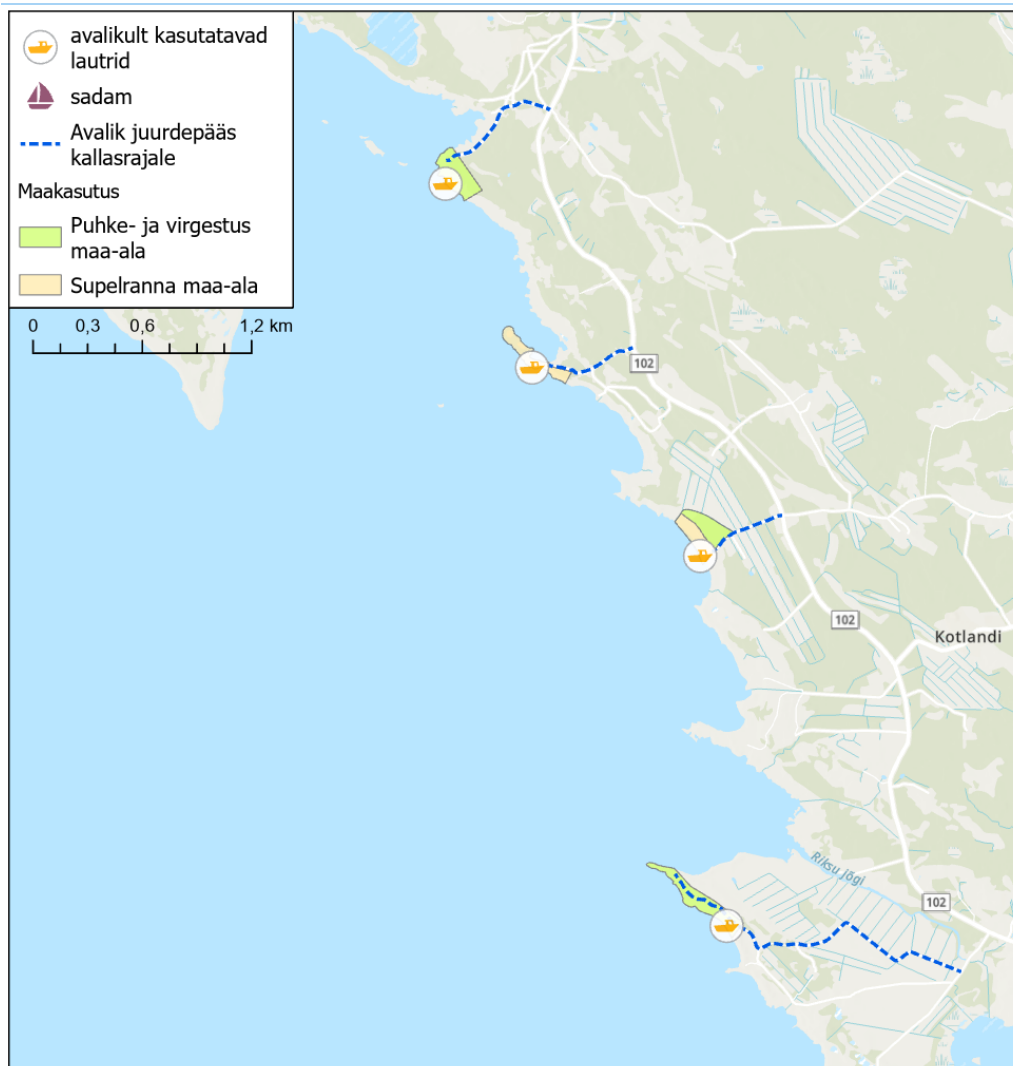 avalikult kasutatavad
lautrid
sadam
Avalik juurdepääs
kallasrajale
Maakasutus
Puhke- ja virgestus
maa-ala
Supelranna maa-ala
0 0,3 0,6 1,2 km
102
102
Kotlandi
Riksu jõgi
102